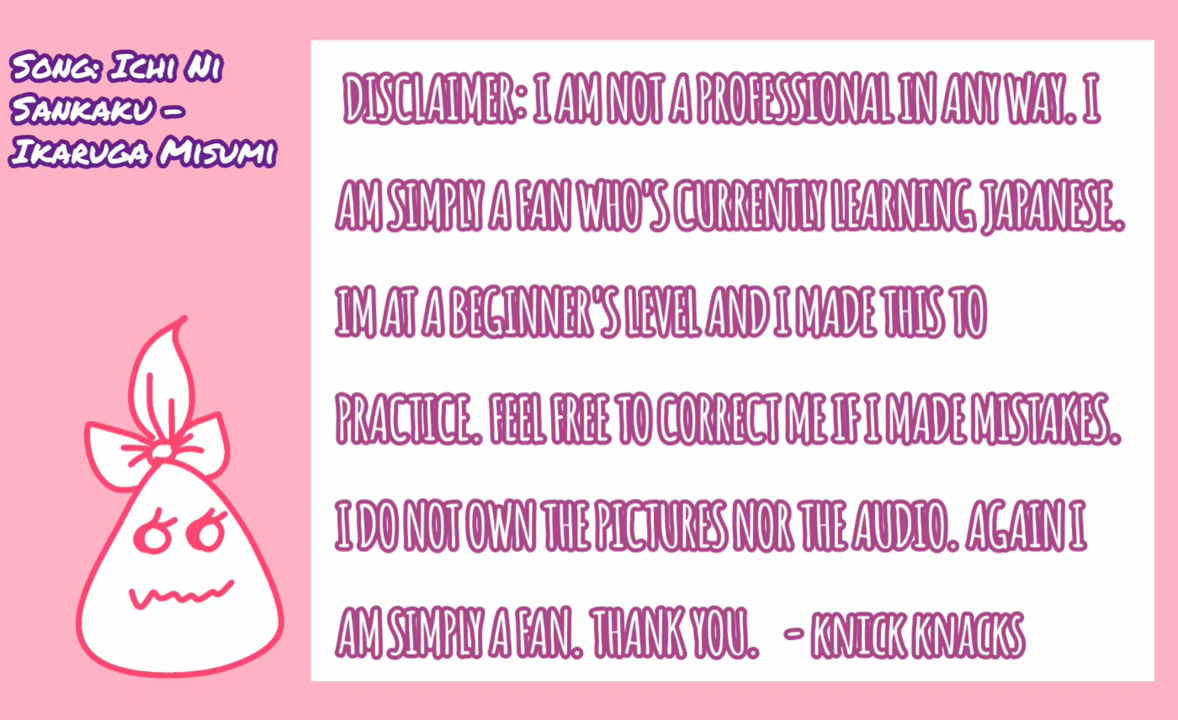 Song: Ichi Ni
Sankaku -
Ikaruga Misumi
DISCLAIMER: I AM NOT A PROFESSIONAL IN ANY WAY. I
AM SIMPLY A FAN WHO'S CURRENTLY LEARNING JAPANESE.
IM AT A BEGINNER'S LEVEL AND I MADE THIS TO
PRACTICE. FEEL FREE TO CORRECT ME IF I MADE MISTAKES.
I DO NOT OWN THE PICTURES NOR THE AUDIO. AGAIN I
AM SIMPLY A FAN. THANK YOU. - KNICK KNACKS